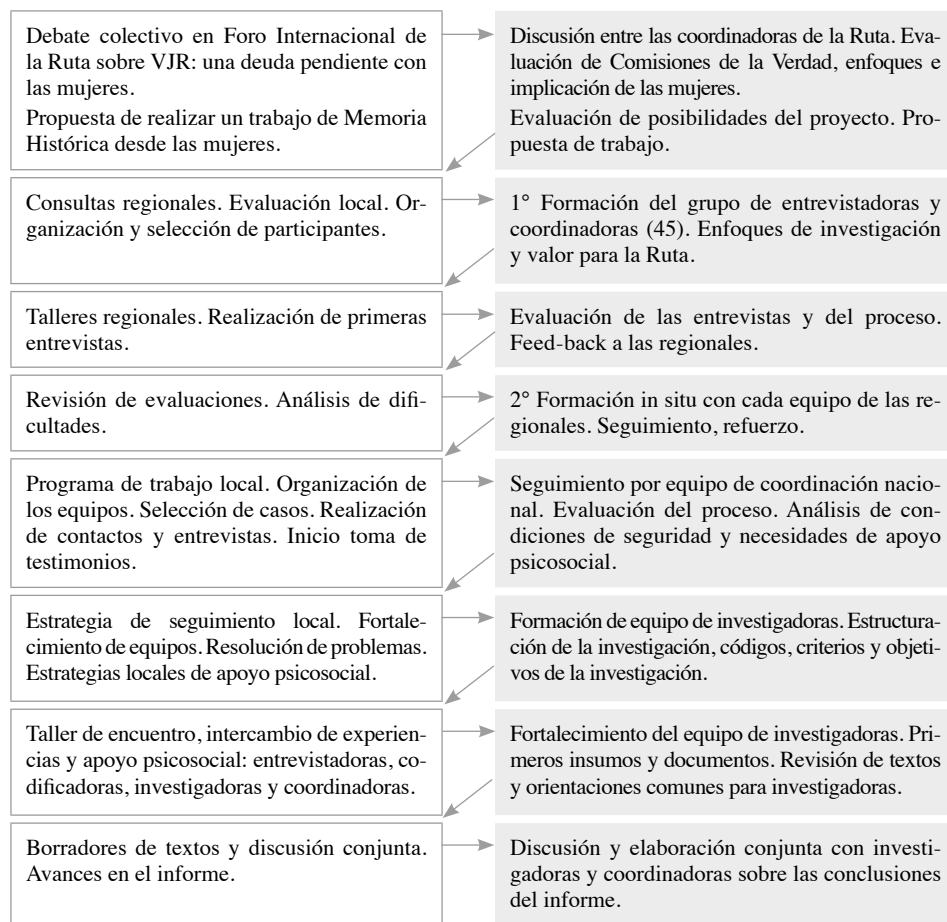 Debate colectivo en Foro Internacional de
la Ruta sobre VJR: una deuda pendiente con
las mujeres.
Propuesta de realizar un trabajo de Memoria
Histórica desde las mujeres.
Discusión entre las coordinadoras de la Ruta. Eva-
luación de Comisiones de la Verdad, enfoques e
implicación de las mujeres.
Evaluación de posibilidades del proyecto. Pro-
puesta de trabajo.
Consultas regionales. Evaluación local. Or-
ganización y selección de participantes.
1° Formación del grupo de entrevistadoras y
coordinadoras (45). Enfoques de investigación
y valor para la Ruta.
Talleres regionales. Realización de primeras
entrevistas.
Evaluación de las entrevistas y del proceso.
Feed-back a las regionales.
Revisión de evaluaciones. Análisis de difi-
cultades.
2° Formación in situ con cada equipo de las re-
gionales. Seguimiento, refuerzo.
Programa de trabajo local. Organización de
los equipos. Selección de casos. Realización
de contactos y entrevistas. Inicio toma de
testimonios.
Seguimiento por equipo de coordinación nacio-
nal. Evaluación del proceso. Análisis de con-
diciones de seguridad y necesidades de apoyo
psicosocial.
Estrategia de seguimiento local. Fortale-
cimiento de equipos. Resolución de problemas.
Estrategias locales de apoyo psicosocial.
Formación de equipo de investigadoras. Estructura-
ción de la investigación, códigos, criterios y objeti-
vos de la investigación.
Taller de encuentro, intercambio de experien-
cias y apoyo psicosocial: entrevistadoras, co-
dificadoras, investigadoras y coordinadoras.
Fortalecimiento del equipo de investigadoras. Pri-
meros insumos y documentos. Revisión de textos
y orientaciones comunes para investigadoras.
Borradores de textos y discusión conjunta.
Avances en el informe.
Discusión y elaboración conjunta con investi-
gadoras y coordinadoras sobre las conclusiones
del informe.